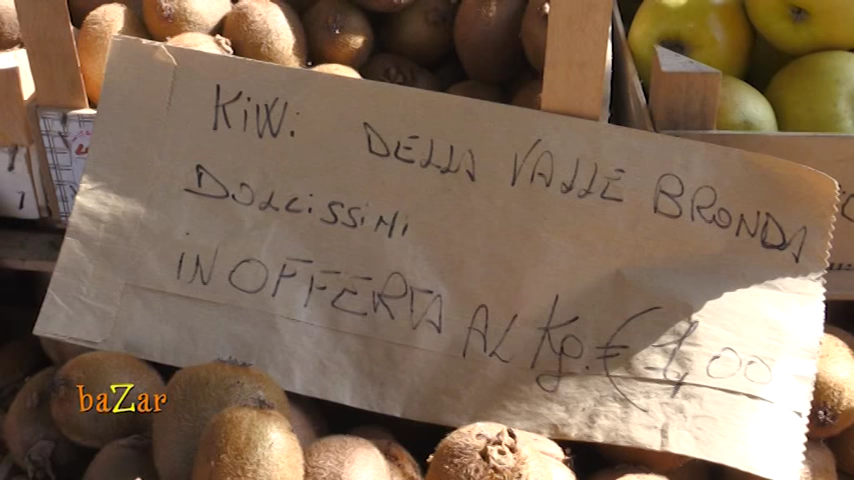 KiWi
DELLA VALLE BRONDA
DOLCISSIMI
iN OFFERTA AL Kg. € 1,00
baZar